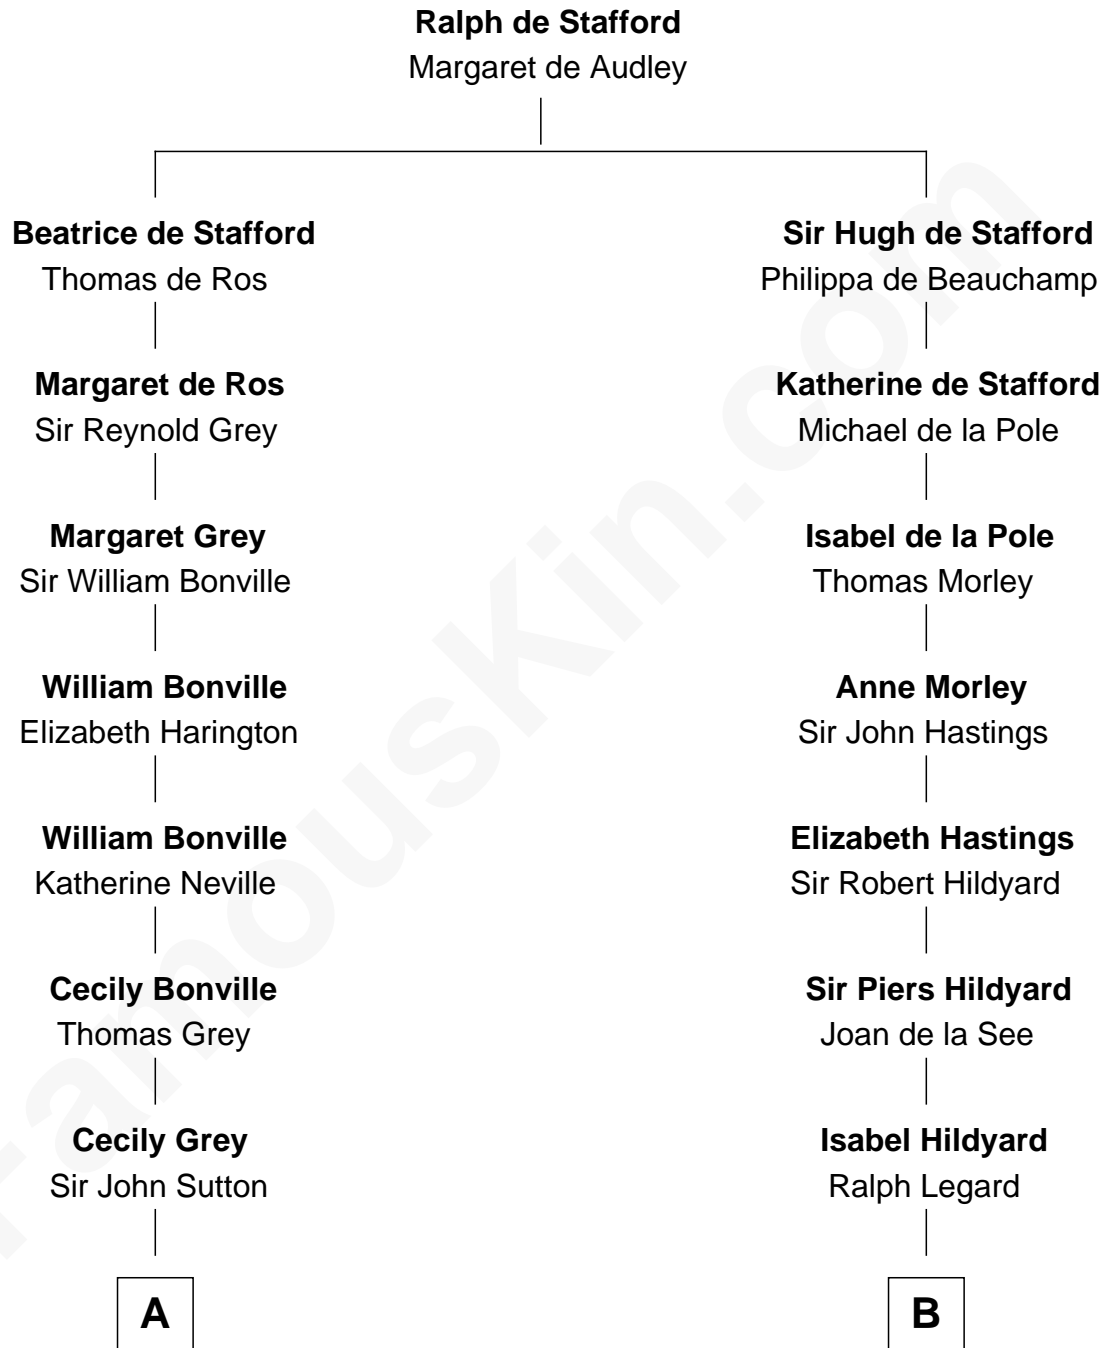 Ralph de Stafford
Margaret de Audley
Beatrice de Stafford
Thomas de Ros
Margaret de Ros
Sir Reynold Grey
Margaret Grey
Sir William Bonville
William Bonville
Elizabeth Harington
William Bonville
Katherine Neville
Cecily Bonville
Thomas Grey
Cecily Grey
Sir John Sutton
A
Sir Hugh de Stafford
Philippa de Beauchamp
Katherine de Stafford
Michael de la Pole
Isabel de la Pole
Thomas Morley
Anne Morley
Sir John Hastings
Elizabeth Hastings
Sir Robert Hildyard
Sir Piers Hildyard
Joan de la See
Isabel Hildyard
Ralph Legard
B
FamousKin.com